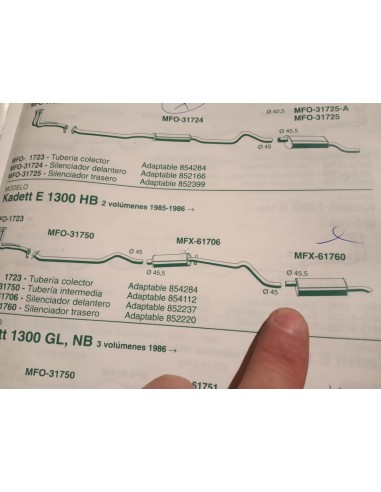 MFO-31725-A
Ø 42,5
MFO-31724
MFO-31725
Ø 45,5
Ø 45
MFO- 1723 - Tubería colector Adaptable 854284
MFO-31724 - Silenciador delantero Adaptable 852166
MFO-31725 - Silenciador trasero Adaptable 852399
MODELO
Kadett E 1300 HB 2 volúmenes 1985-1986 →
FO-1723
MFO-31750
Ø 45
MFX-61706
MFX-61760
Ø 45,5
Ø 45
Ø 45,5
1723 - Tubería colector Adaptable 854284
31750 - Tubería intermedia Adaptable 854112
61706 - Silenciador delantero Adaptable 852237
1760 - Silenciador trasero Adaptable 852220
tt 1300 GL, NB 3 volúmenes 1986 →
MFO-31750
61751